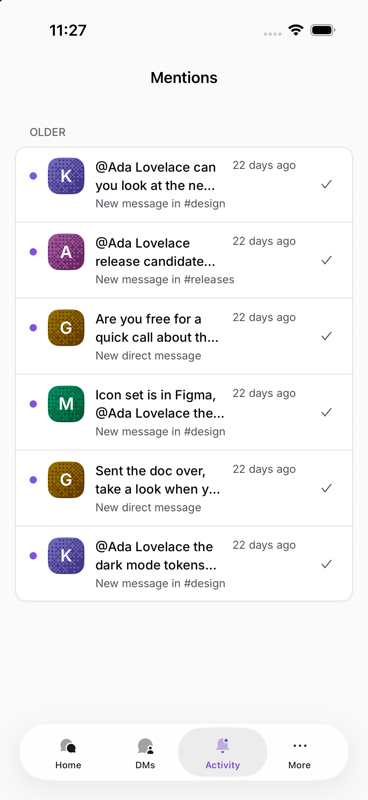 11:27
Mentions
OLDER
K
@Ada Lovelace can
you look at the ne...
22 days ago
New message in #design
A
@Ada Lovelace
release candidate...
22 days ago
New message in #releases
G
Are you free for a
quick call about th...
22 days ago
New direct message
M
Icon set is in Figma,
@Ada Lovelace the...
22 days ago
New message in #design
G
Sent the doc over,
take a look when y...
22 days ago
New direct message
K
@Ada Lovelace the
dark mode tokens...
22 days ago
New message in #design
Home
DMs
Activity
More